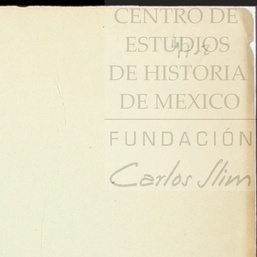 CENTRO DE
ESTUDIOS
DE HISTORIA
DE MEXICO
FUNDACIÓN
Carlos Slim